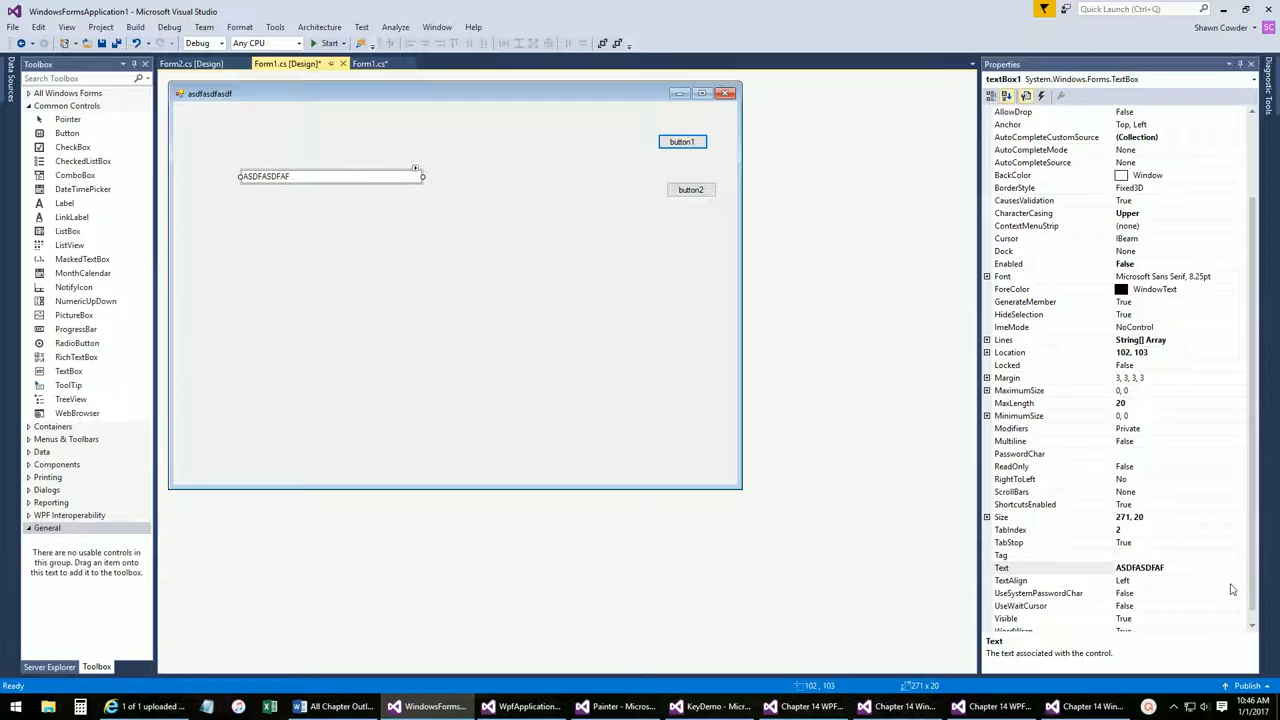 WindowsFormsApplication1 - Microsoft Visual Studio
Quick Launch (Ctrl+Q)
File Edit View Project Build Debug Team Format Tools Architecture Test Analyze Window Help
Shawn Cowder
SC
Debug Any CPU Start
Data Sources
Toolbox
Search Toolbox
All Windows Forms
Common Controls
Pointer
Button
CheckBox
CheckedListBox
ComboBox
DateTimePicker
Label
LinkLabel
ListBox
ListView
MaskedTextBox
MonthCalendar
NotifyIcon
NumericUpDown
PictureBox
ProgressBar
RadioButton
RichTextBox
TextBox
ToolTip
TreeView
WebBrowser
Containers
Menus & Toolbars
Data
Components
Printing
Dialogs
Reporting
WPF Interoperability
General
There are no usable controls in
this group. Drag an item onto
this text to add it to the toolbox.
Server Explorer Toolbox
Form2.cs [Design] Form1.cs [Design]* Form1.cs*
asdfasdfasdf
button1
ASDFASDFAF
button2
Properties
textBox1 System.Windows.Forms.TextBox
AllowDrop False
Anchor Top, Left
AutoCompleteCustomSource (Collection)
AutoCompleteMode None
AutoCompleteSource None
BackColor Window
BorderStyle Fixed3D
CausesValidation True
CharacterCasing Upper
ContextMenuStrip (none)
Cursor IBeam
Dock None
Enabled False
Font Microsoft Sans Serif, 8.25pt
ForeColor WindowText
GenerateMember True
HideSelection True
ImeMode NoControl
Lines String[] Array
Location 102, 103
Locked False
Margin 3, 3, 3, 3
MaximumSize 0, 0
MaxLength 20
MinimumSize 0, 0
Modifiers Private
Multiline False
PasswordChar
ReadOnly False
RightToLeft No
ScrollBars None
ShortcutsEnabled True
Size 271, 20
TabIndex 2
TabStop True
Tag
Text ASDFASDFAF
TextAlign Left
UseSystemPasswordChar False
UseWaitCursor False
Visible True
WordWrap True
Text
The text associated with the control.
Diagnostic Tools
Ready 102, 103 271 x 20 Publish
1 of 1 uploaded ... All Chapter Outl... WindowsForms... WpfApplication... Painter - Micros... KeyDemo - Mic... Chapter 14 WPF... Chapter 14 Win... Chapter 14 WPF... Chapter 14 Win...
10:46 AM
1/1/2017